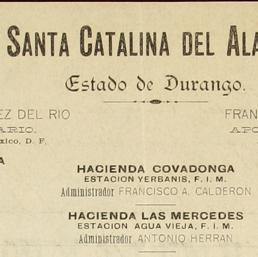 SANTA CATALINA DEL ALA
Estado de Durango.
EZ DEL RIO FRAN
ARIO. APO
xico, D. F.
A
HACIENDA COVADONGA
ESTACION YERBANIS, F. I. M.
Administrador FRANCISCO A. CALDERON
HACIENDA LAS MERCEDES
ESTACION AGUA VIEJA, F. I. M.
Administrador ANTONIO HERRAN